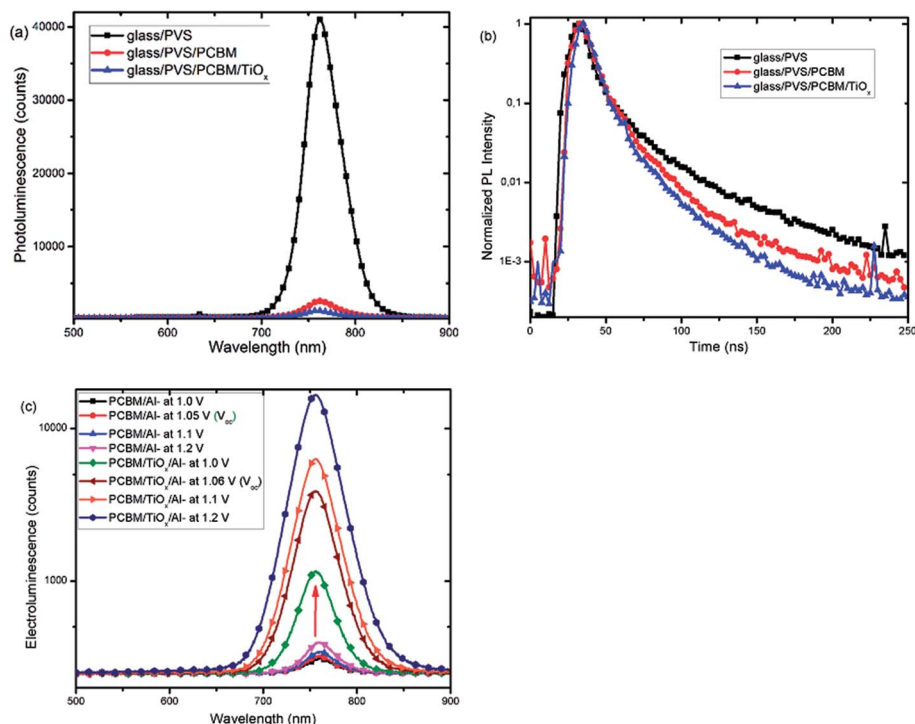 (a)
glass/PVS
glass/PVS/PCBM
glass/PVS/PCBM/TiOx
40000
30000
20000
10000
Photoluminescence (counts)
500
600
700
800
900
Wavelength (nm)
(b)
glass/PVS
glass/PVS/PCBM
glass/PVS/PCBM/TiOx
1
0,1
0,01
1E-3
Normalized PL Intensity
0
50
100
150
200
250
Time (ns)
(c)
PCBM/Al- at 1.0 V
PCBM/Al- at 1.05 V (Voc)
PCBM/Al- at 1.1 V
PCBM/Al- at 1.2 V
PCBM/TiOx/Al- at 1.0 V
PCBM/TiOx/Al- at 1.06 V (Voc)
PCBM/TiOx/Al- at 1.1 V
PCBM/TiOx/Al- at 1.2 V
10000
1000
Electroluminescence (counts)
500
600
700
800
900
Wavelength (nm)